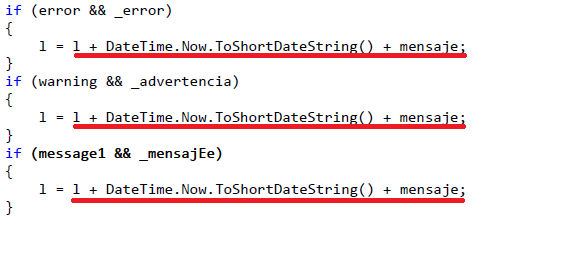 if (error && _error)
{
l = l + DateTime.Now.ToShortDateString() + mensaje;
}
if (warning && _advertencia)
{
l = l + DateTime.Now.ToShortDateString() + mensaje;
}
if (message1 && _mensajEe)
{
l = l + DateTime.Now.ToShortDateString() + mensaje;
}